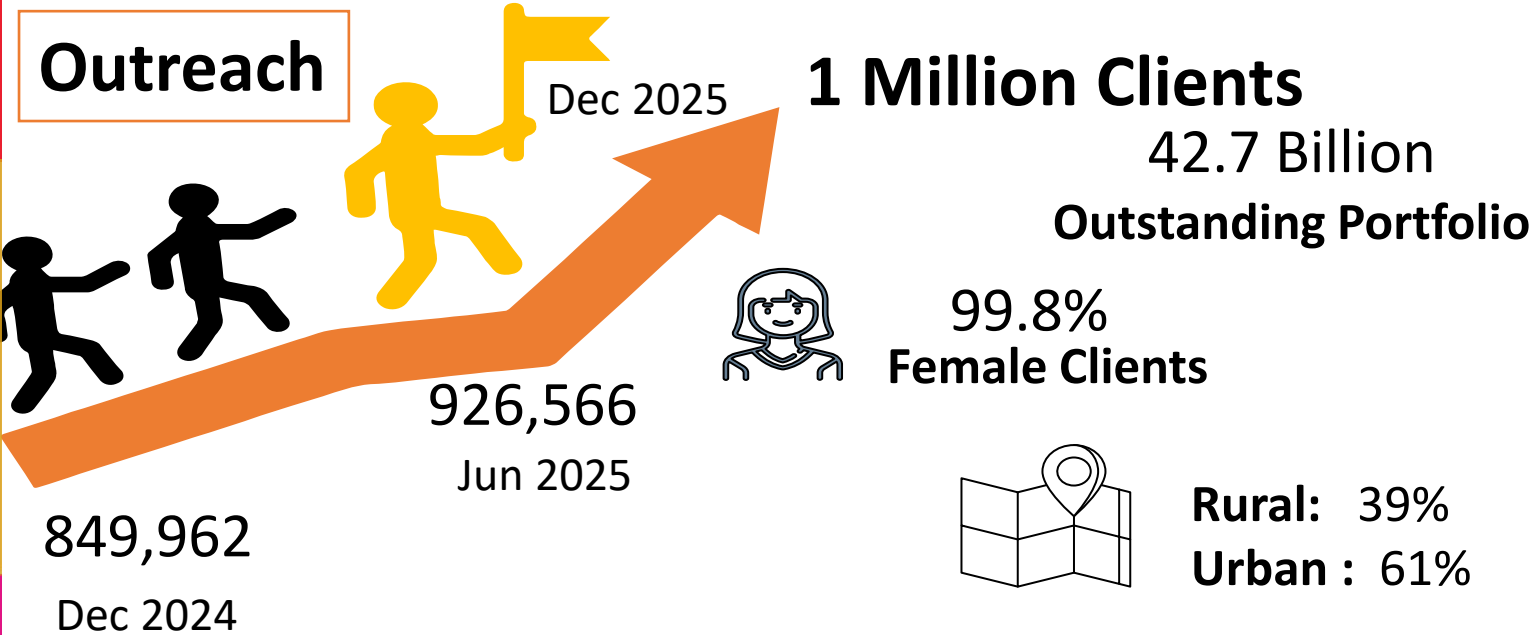 Outreach
Dec 2025
1 Million Clients
42.7 Billion
Outstanding Portfolio
99.8%
Female Clients
926,566
Jun 2025
849,962
Dec 2024
Rural: 39%
Urban : 61%